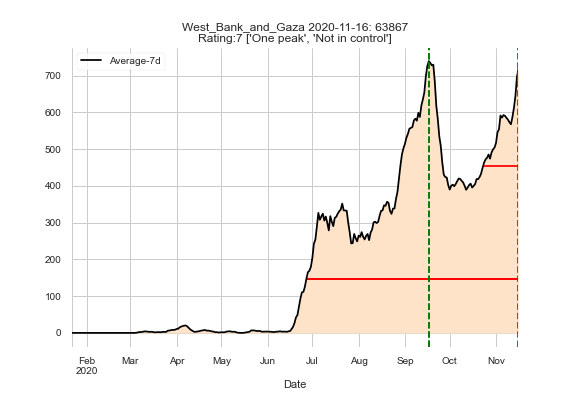 West_Bank_and_Gaza 2020-11-16: 63867
Rating:7 ['One peak', 'Not in control']
Average-7d
700
600
500
400
300
200
100
0
Feb Mar Apr May Jun Jul Aug Sep Oct Nov
2020
Date